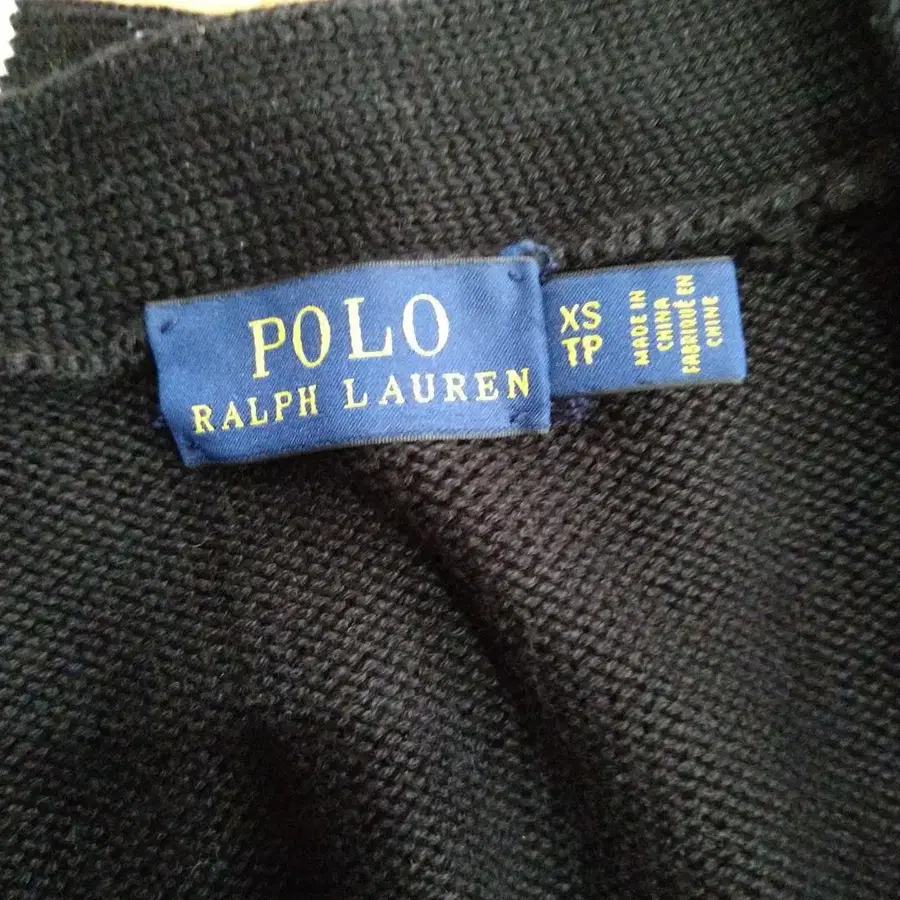 POLO
RALPH LAUREN
XS
TP
MADE IN
CHINA
FABRIQUÉ EN
CHINE